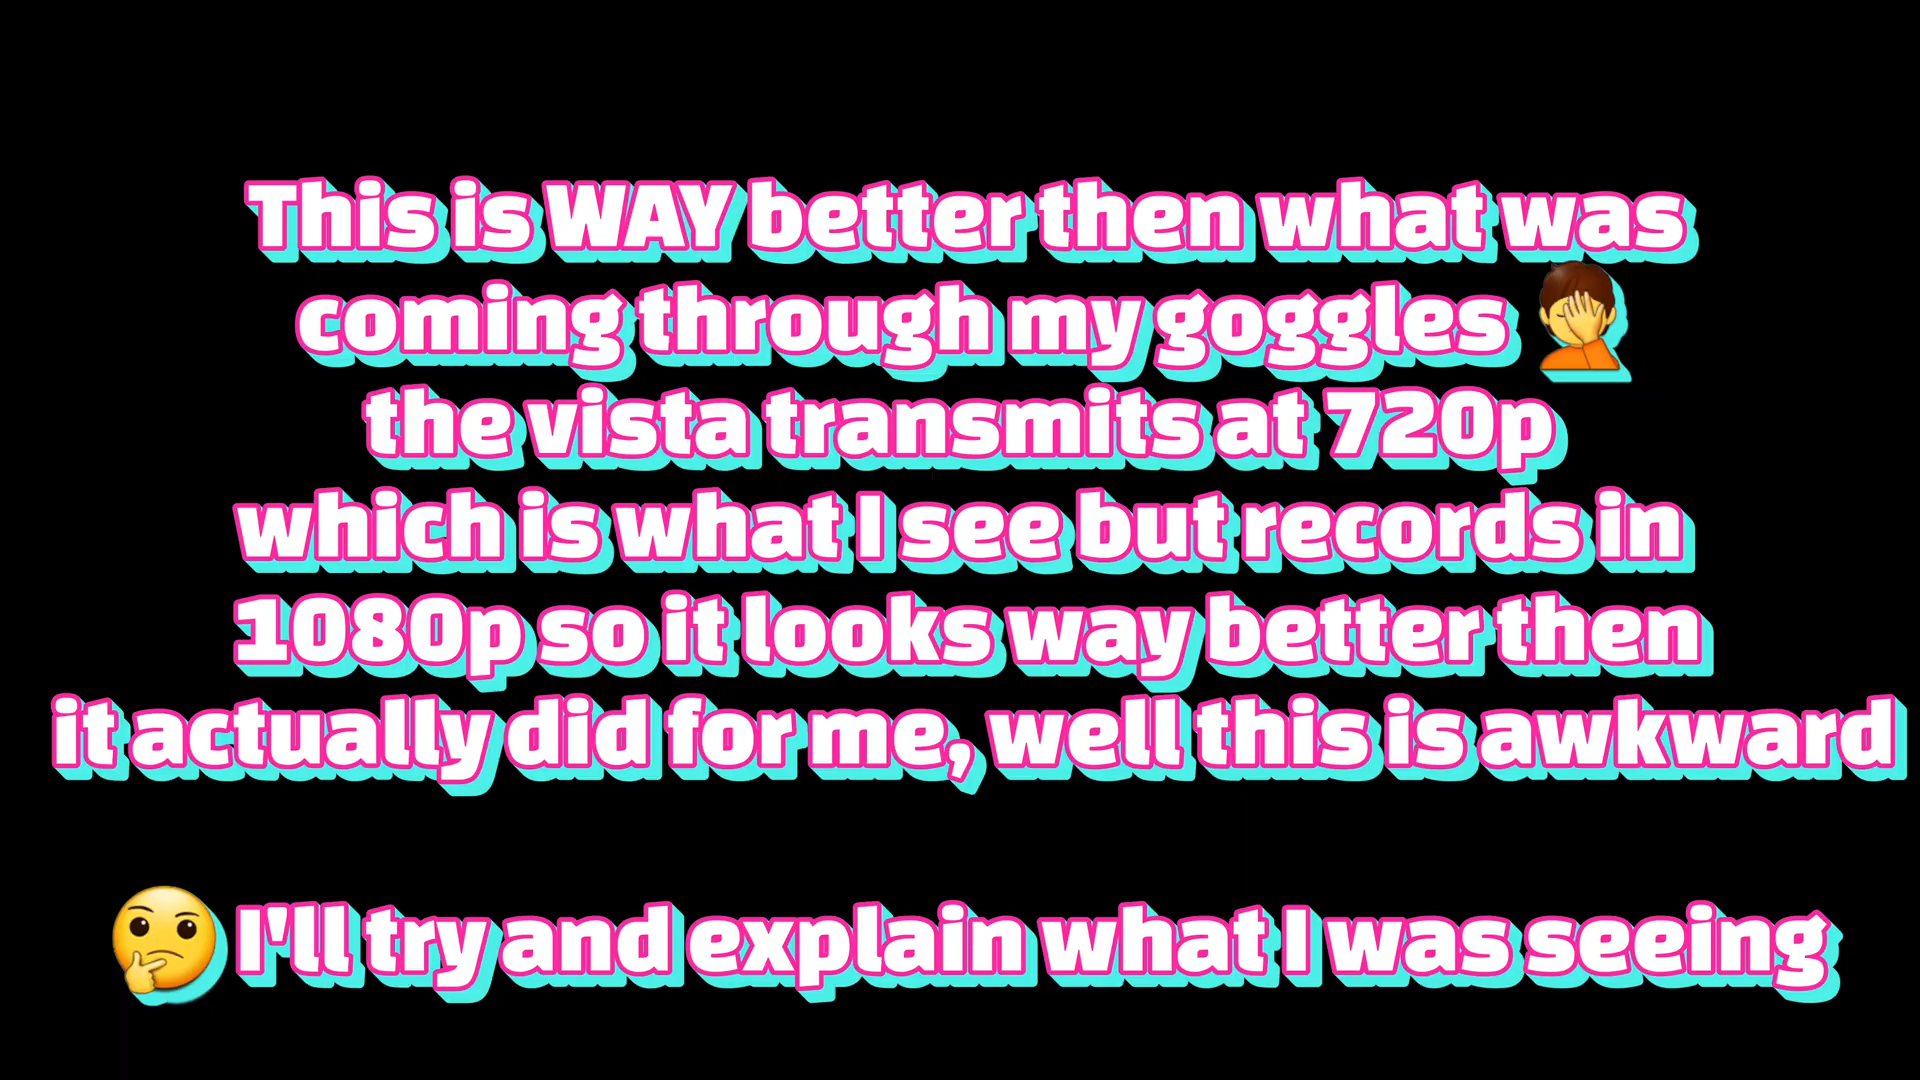 This is WAY better then what was
coming through my goggles 🤦
the vista transmits at 720p
which is what I see but records in
1080p so it looks way better then
it actually did for me, well this is awkward
🤔 I'll try and explain what I was seeing